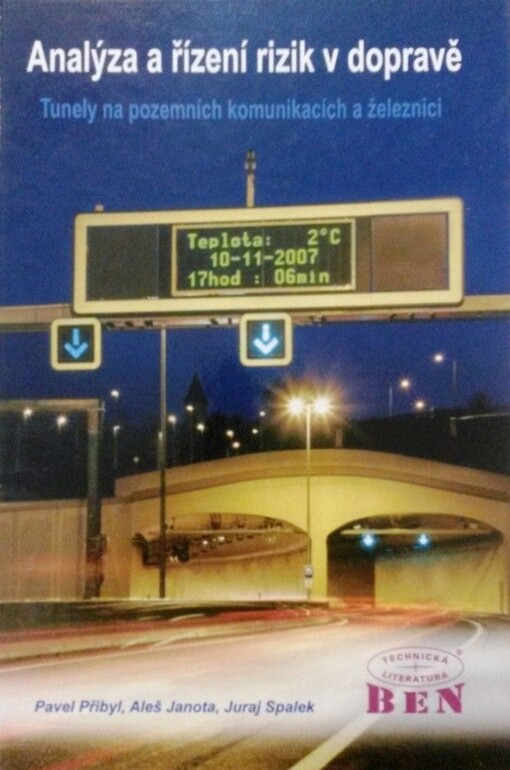 Analýza a řízení rizik v dopravě
Tunely na pozemních komunikacích a železnici
Teplota: 2°C
10-11-2007
17hod : 06min
TECHNICKÁ
LITERATURA
BEN
Pavel Přibyl, Aleš Janota, Juraj Spalek